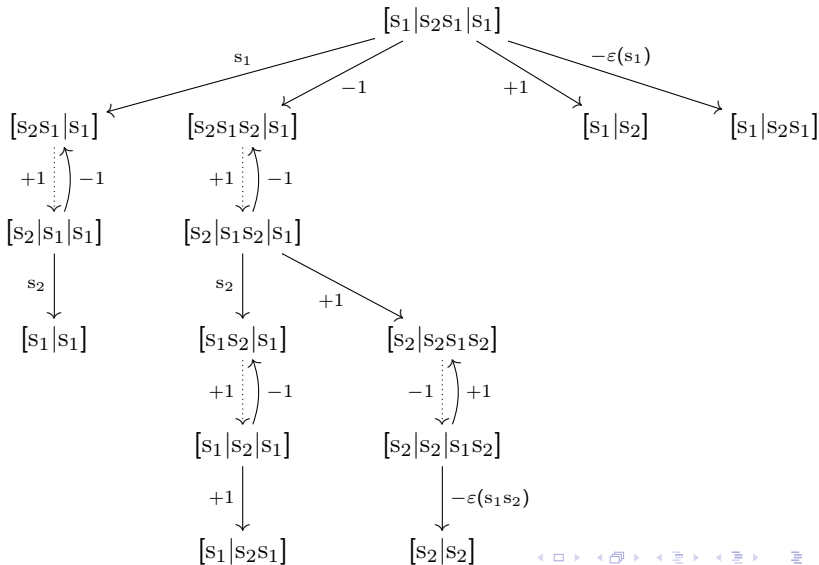 [s₁|s₂s₁|s₁]
s₁ −1 +1 −ε(s₁)
[s₂s₁|s₁] [s₂s₁s₂|s₁] [s₁|s₂] [s₁|s₂s₁]
+1 −1 +1 −1
[s₂|s₁|s₁] [s₂|s₁s₂|s₁]
s₂ s₂ +1
[s₁|s₁] [s₁s₂|s₁] [s₂|s₂s₁s₂]
+1 −1 −1 +1
[s₁|s₂|s₁] [s₂|s₂|s₁s₂]
+1 −ε(s₁s₂)
[s₁|s₂s₁] [s₂|s₂]